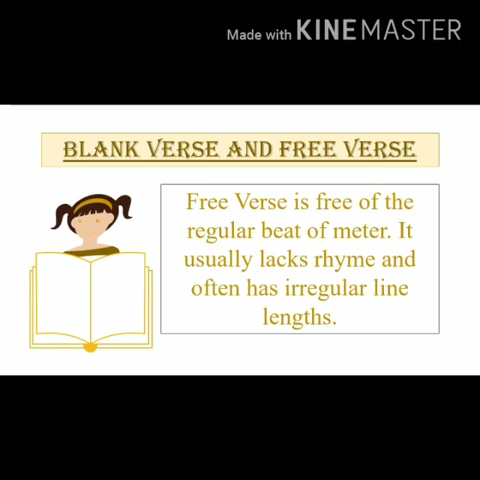 Made with KINEMASTER
BLANK VERSE AND FREE VERSE
Free Verse is free of the
regular beat of meter. It
usually lacks rhyme and
often has irregular line
lengths.